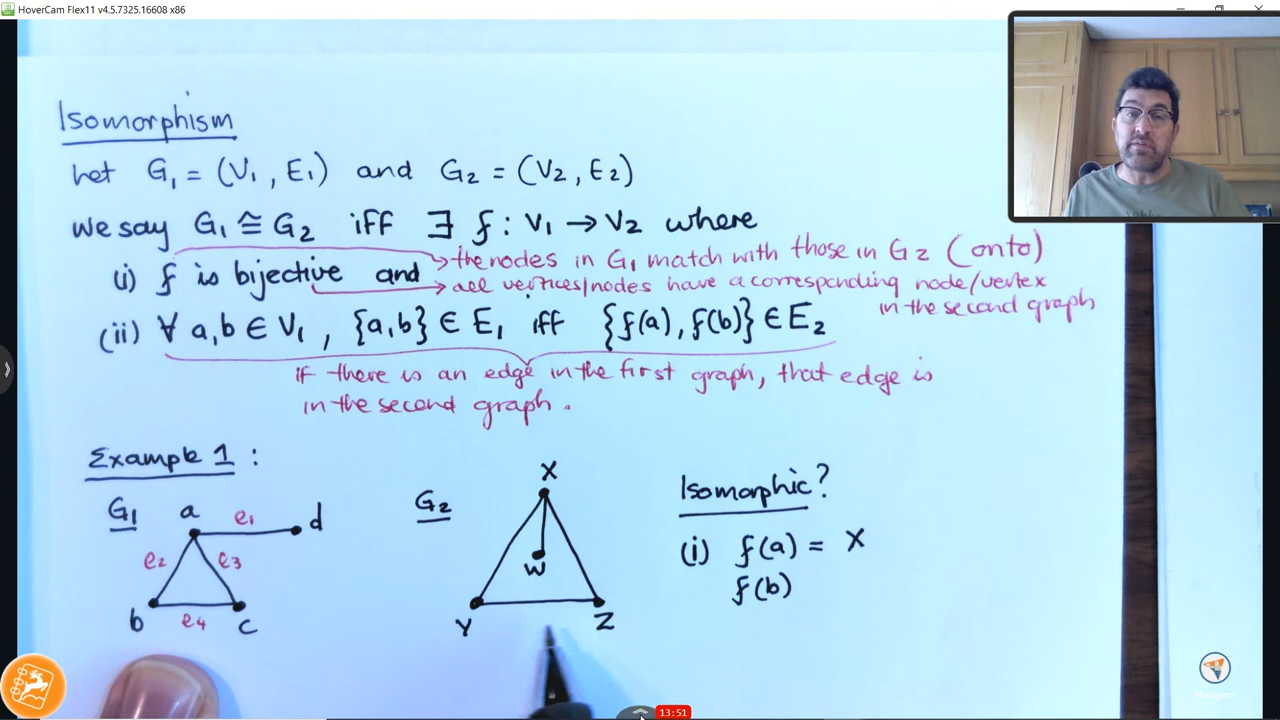 HoverCam Flex11 v4.5.7325.16608 x86
Isomorphism
Let G₁ = (V₁, E₁) and G₂ = (V₂, E₂)
We say G₁ ≅ G₂ iff ∃ f : V₁ → V₂ where
→ the nodes in G₁ match with those in G₂ (onto)
(i) f is bijective and
→ all vertices/nodes have a corresponding node/vertex
in the second graph
(ii) ∀ a,b ∈ V₁, {a,b} ∈ E₁ iff {f(a), f(b)} ∈ E₂
if there is an edge in the first graph, that edge is
in the second graph.
Example 1 :
G₁
a
e₁
d
e₂
e₃
b
e₄
c
G₂
X
W
Y
Z
Isomorphic?
(i) f(a) = X
f(b)
Navigator
13:51